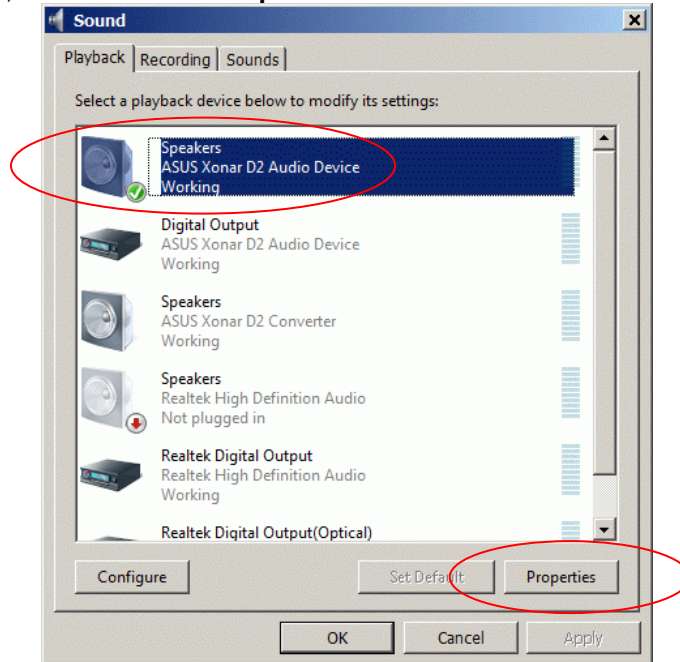 Sound
Playback Recording Sounds
Select a playback device below to modify its settings:
Speakers
ASUS Xonar D2 Audio Device
Working
Digital Output
ASUS Xonar D2 Audio Device
Working
Speakers
ASUS Xonar D2 Converter
Working
Speakers
Realtek High Definition Audio
Not plugged in
Realtek Digital Output
Realtek High Definition Audio
Working
Realtek Digital Output(Optical)
Configure Set Default Properties
OK Cancel Apply